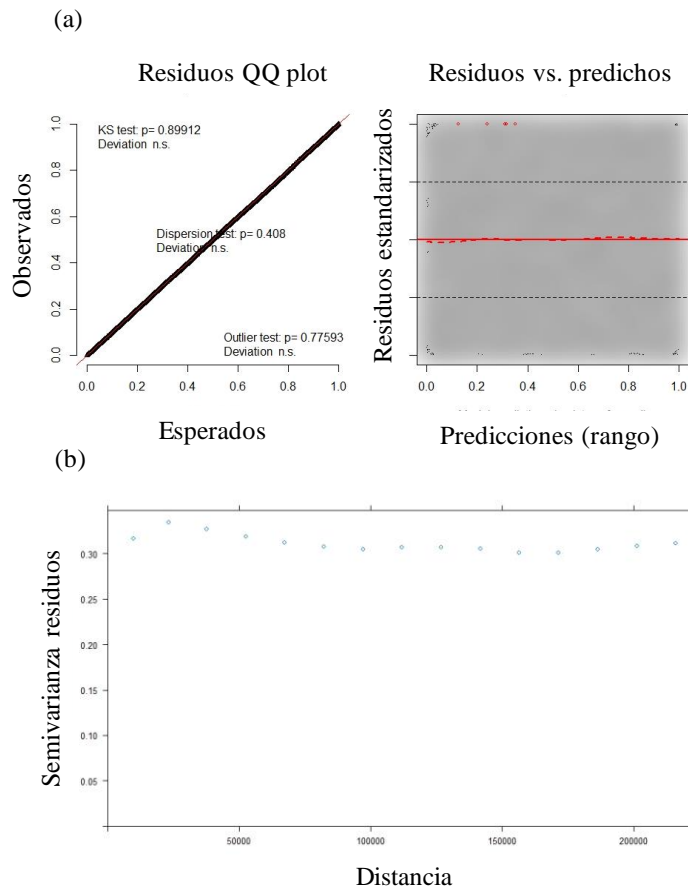 (a)
Residuos QQ plot
Residuos vs. predichos
Observados
1.0
0.8
0.6
0.4
0.2
0.0
KS test: p= 0.89912
Deviation n.s.
Dispersion test: p= 0.408
Deviation n.s.
Outlier test: p= 0.77593
Deviation n.s.
0.0 0.2 0.4 0.6 0.8 1.0
Esperados
Residuos estandarizados
0.0 0.2 0.4 0.6 0.8 1.0
Predicciones (rango)
(b)
Semivarianza residuos
0.30
0.25
0.20
0.15
0.10
0.05
50000 100000 150000 200000
Distancia